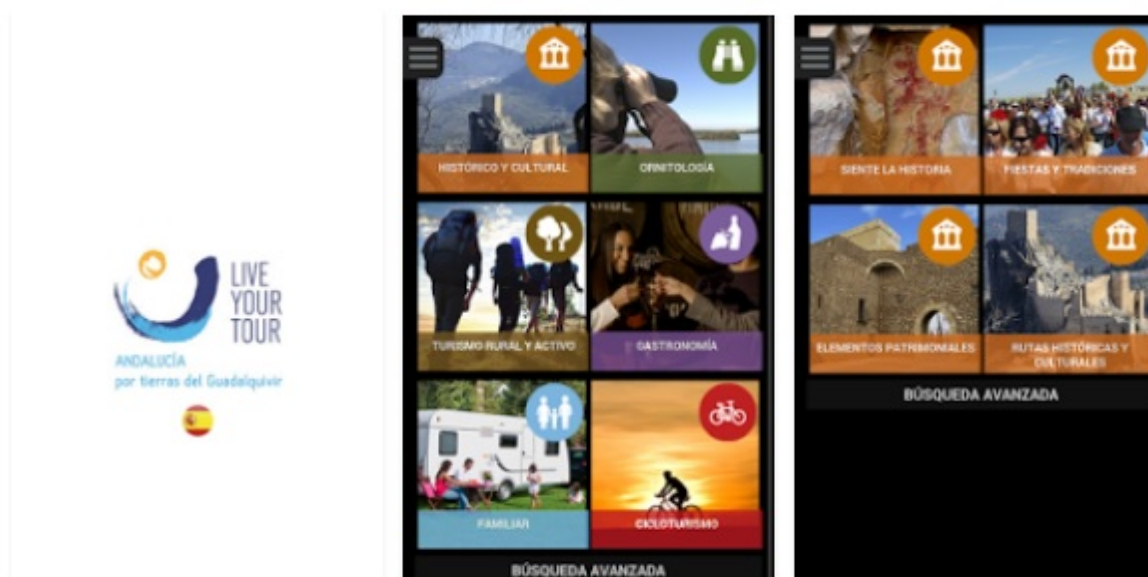 LIVE
YOUR
TOUR
ANDALUCÍA
por tierras del Guadalquivir
HISTÓRICO Y CULTURAL
ORNITOLOGÍA
TURISMO RURAL Y ACTIVO
GASTRONOMÍA
FAMILIAR
CICLOTURISMO
BÚSQUEDA AVANZADA
SIENTE LA HISTORIA
FIESTAS Y TRADICIONES
ELEMENTOS PATRIMONIALES
RUTAS HISTÓRICAS Y
CULTURALES
BÚSQUEDA AVANZADA